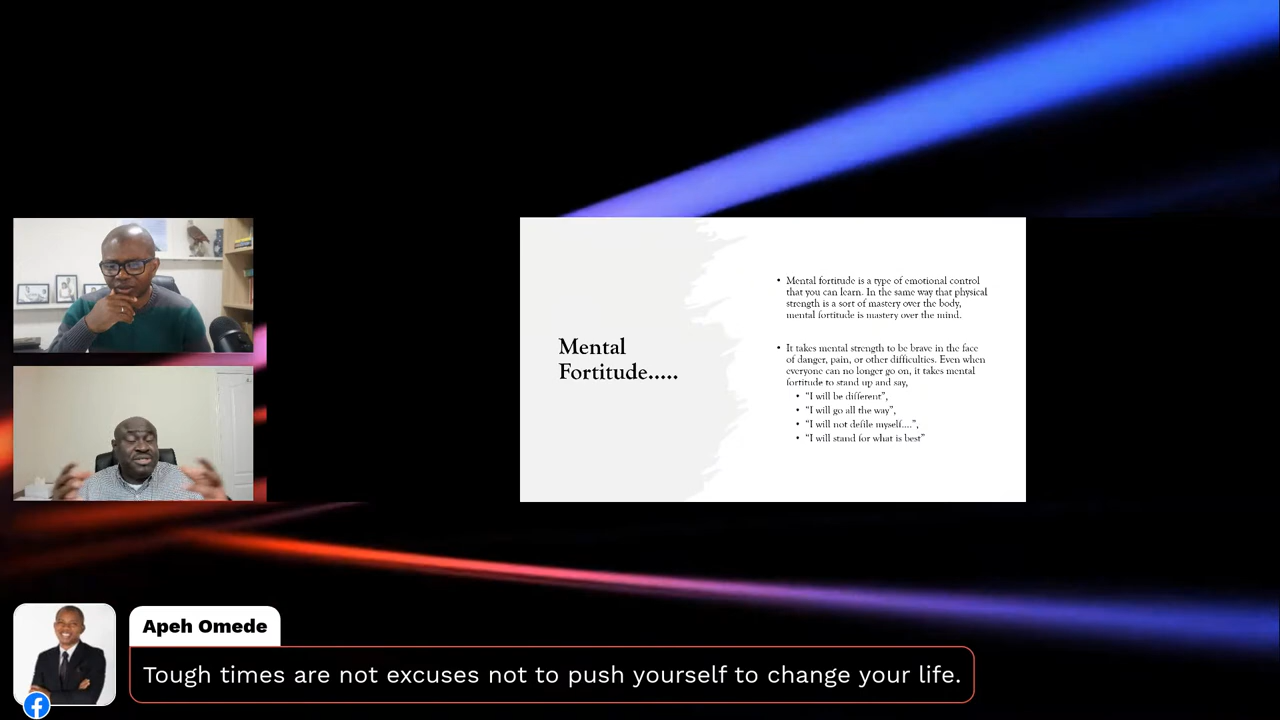 Mental
Fortitude.....
• Mental fortitude is a type of emotional control
that you can learn. In the same way that physical
strength is a sort of mastery over the body,
mental fortitude is mastery over the mind.
• It takes mental strength to be brave in the face
of danger, pain, or other difficulties. Even when
everyone can no longer go on, it takes mental
fortitude to stand up and say,
• “I will be different”,
• “I will go all the way”,
• “I will not defile myself....”,
• “I will stand for what is best”
Apeh Omede
Tough times are not excuses not to push yourself to change your life.